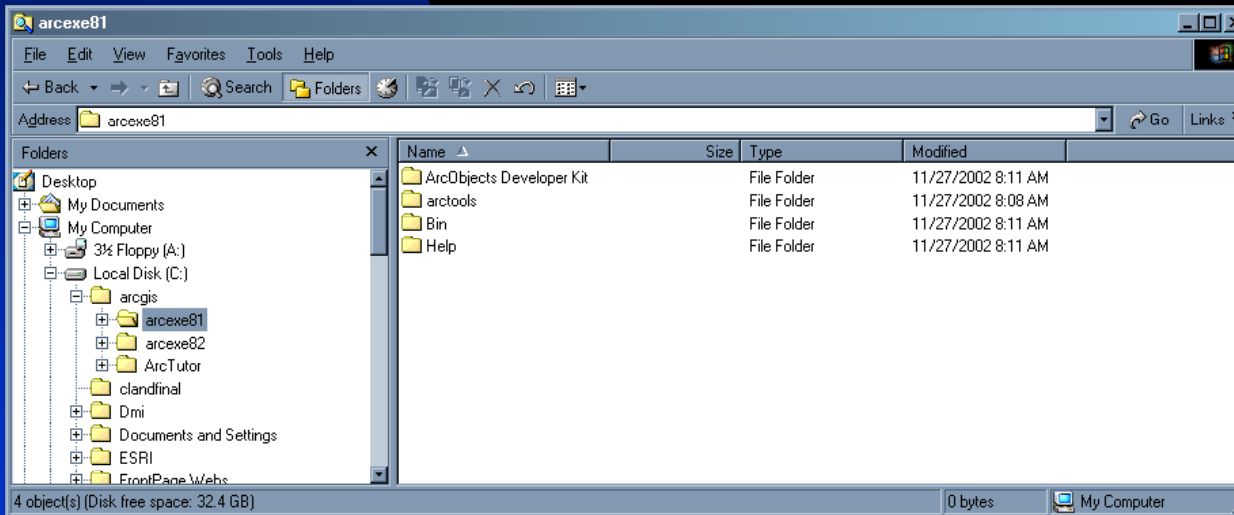 arcexe81
File Edit View Favorites Tools Help
Back Search Folders
Address arcexe81 Go Links
Folders Name Size Type Modified
Desktop
My Documents
My Computer
3½ Floppy (A:)
Local Disk (C:)
arcgis
arcexe81
arcexe82
ArcTutor
clandfinal
Dmi
Documents and Settings
ESRI
FrontPage Webs
ArcObjects Developer Kit File Folder 11/27/2002 8:11 AM
arctools File Folder 11/27/2002 8:08 AM
Bin File Folder 11/27/2002 8:11 AM
Help File Folder 11/27/2002 8:11 AM
4 object(s) (Disk free space: 32.4 GB) 0 bytes My Computer